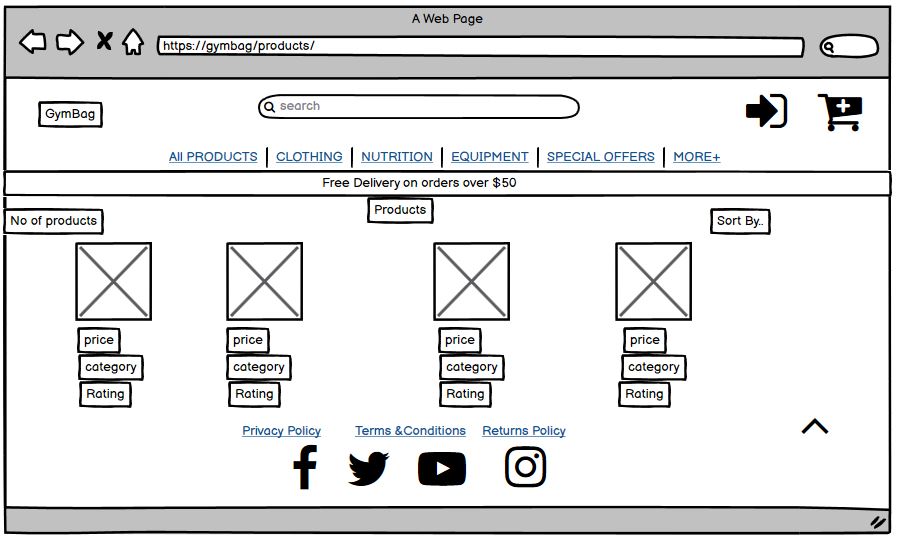 A Web Page
https://gymbag/products/
GymBag
search
All PRODUCTS
CLOTHING
NUTRITION
EQUIPMENT
SPECIAL OFFERS
MORE+
Free Delivery on orders over $50
No of products
Products
Sort By..
price
price
price
price
category
category
category
category
Rating
Rating
Rating
Rating
Privacy Policy
Terms &Conditions
Returns Policy